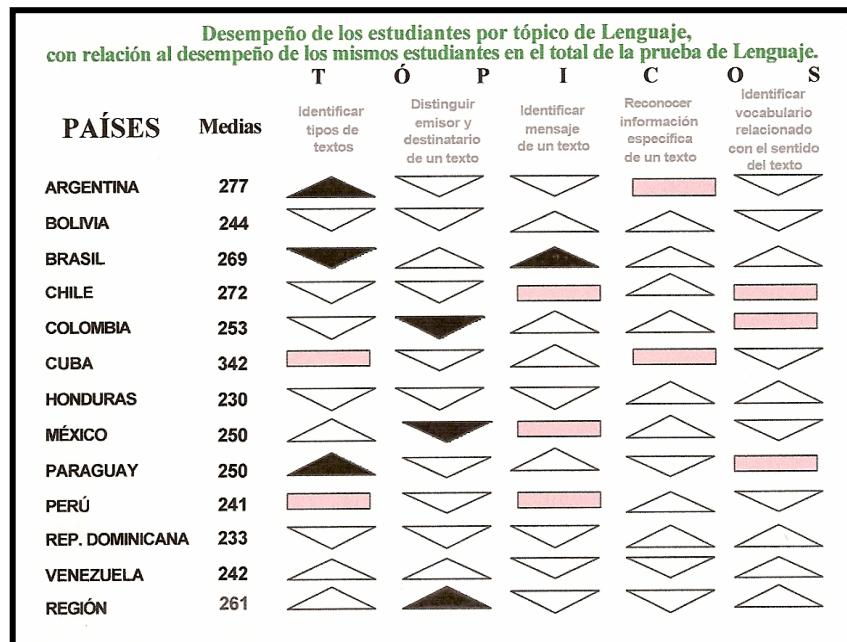 Desempeño de los estudiantes por tópico de Lenguaje,
con relación al desempeño de los mismos estudiantes en el total de la prueba de Lenguaje.
T Ó P I C O S
PAÍSES
Medias
Identificar
tipos de
textos
Distinguir
emisor y
destinatario
de un texto
Identificar
mensaje
de un texto
Reconocer
información
específica
de un texto
Identificar
vocabulario
relacionado
con el sentido
del texto
ARGENTINA 277
BOLIVIA 244
BRASIL 269
CHILE 272
COLOMBIA 253
CUBA 342
HONDURAS 230
MÉXICO 250
PARAGUAY 250
PERÚ 241
REP. DOMINICANA 233
VENEZUELA 242
REGIÓN 261